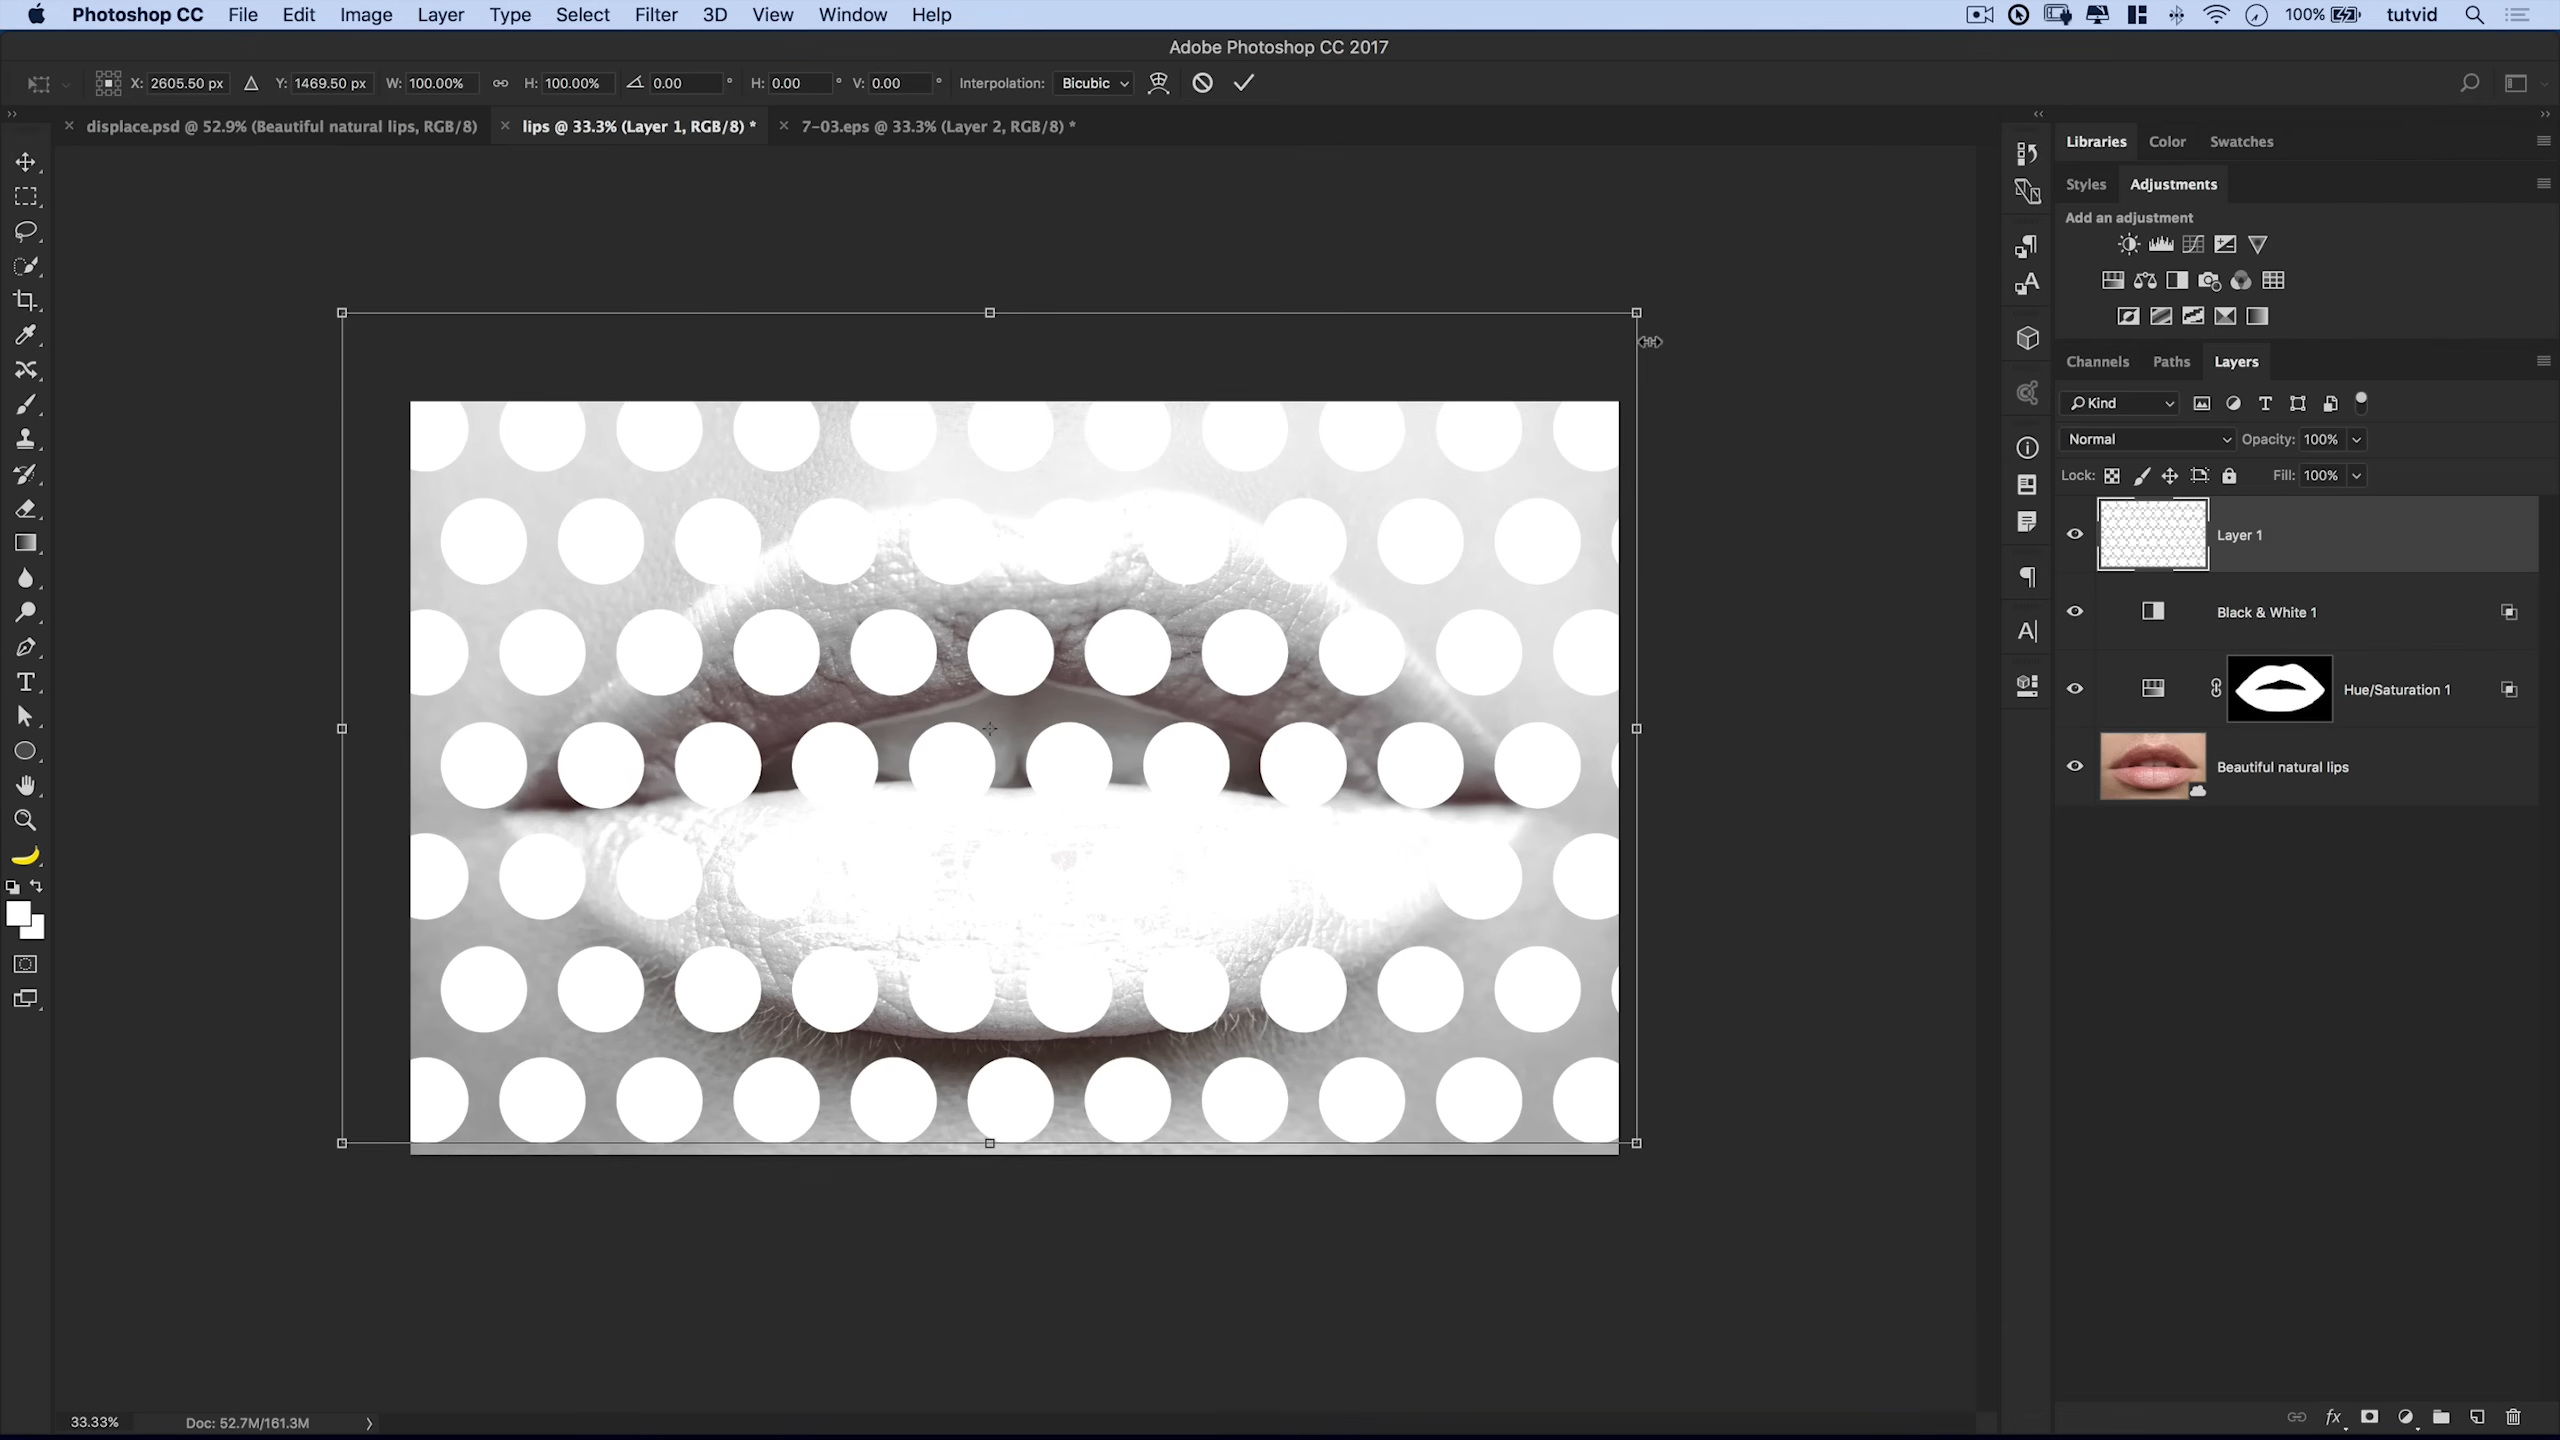 Photoshop CC File Edit Image Layer Type Select Filter 3D View Window Help 100% tutvid
Adobe Photoshop CC 2017
X: 2605.50 px Y: 1469.50 px W: 100.00% H: 100.00% 0.00 ° H: 0.00 ° V: 0.00 ° Interpolation: Bicubic
displace.psd @ 52.9% (Beautiful natural lips, RGB/8) lips @ 33.3% (Layer 1, RGB/8) * 7-03.eps @ 33.3% (Layer 2, RGB/8) *
Libraries Color Swatches
Styles Adjustments
Add an adjustment
Channels Paths Layers
Kind
Normal Opacity: 100%
Lock: Fill: 100%
Layer 1
Black & White 1
Hue/Saturation 1
Beautiful natural lips
33.33% Doc: 52.7M/161.3M